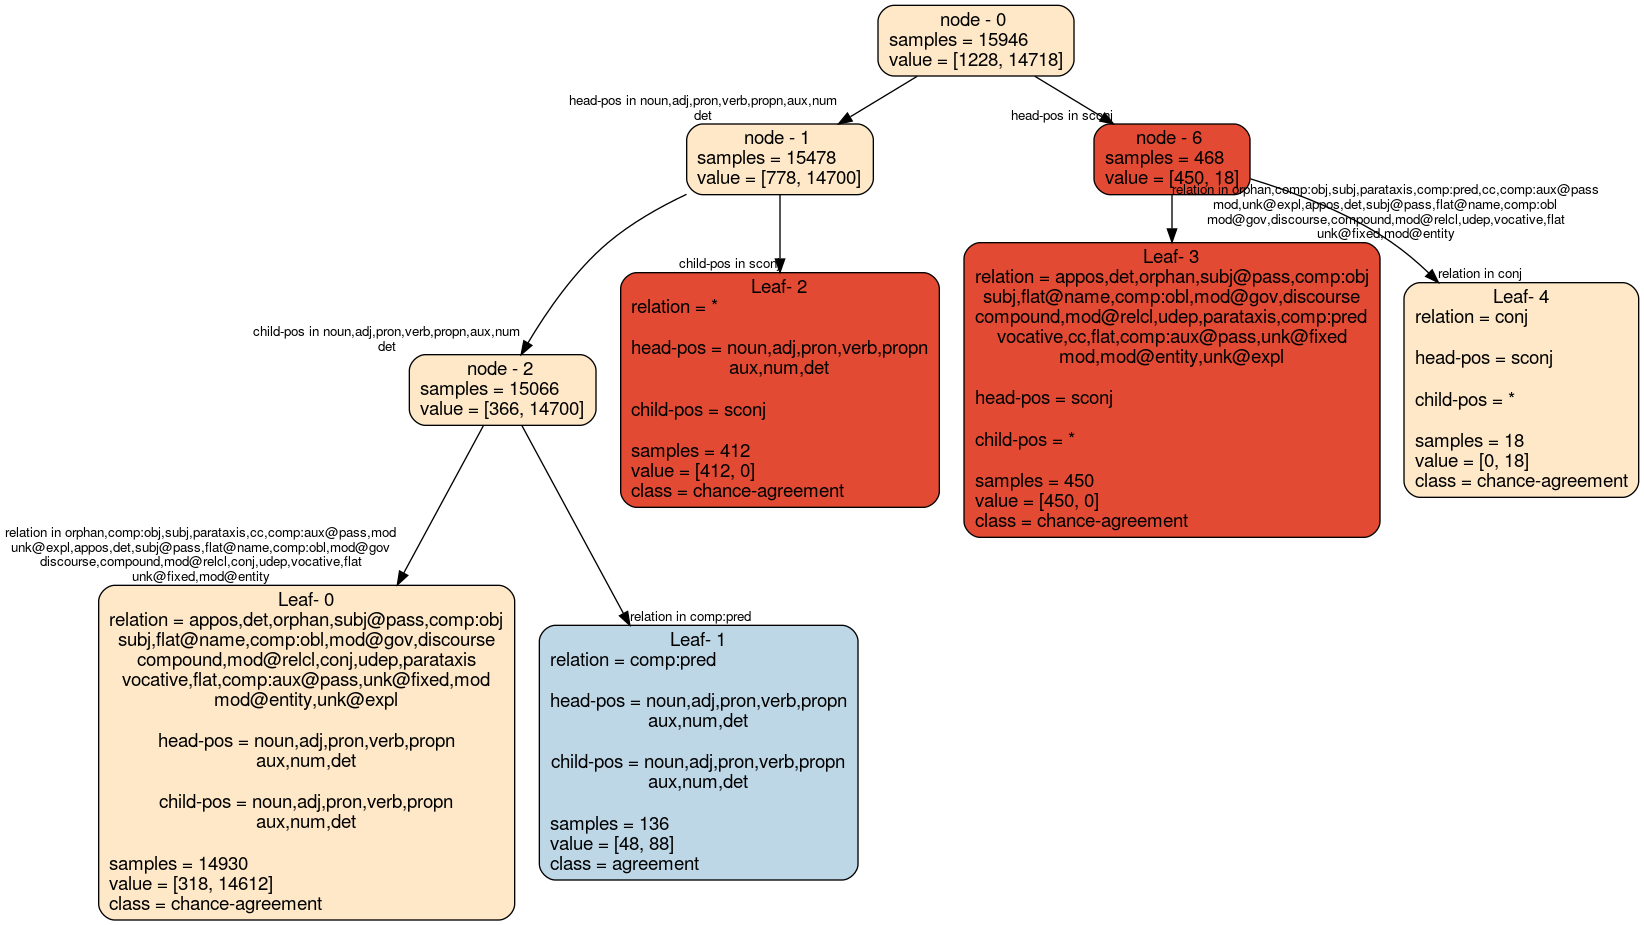 node - 0
samples = 15946
value = [1228, 14718]
head-pos in noun,adj,pron,verb,propn,aux,num
det
head-pos in sconj
node - 1
samples = 15478
value = [778, 14700]
node - 6
samples = 468
value = [450, 18]
relation in orphan,comp:obj,subj,parataxis,comp:pred,cc,comp:aux@pass
mod,unk@expl,appos,det,subj@pass,flat@name,comp:obl
mod@gov,discourse,compound,mod@relcl,udep,vocative,flat
unk@fixed,mod@entity
child-pos in sconj
relation in conj
Leaf- 3
relation = appos,det,orphan,subj@pass,comp:obj
subj,flat@name,comp:obl,mod@gov,discourse
compound,mod@relcl,udep,parataxis,comp:pred
vocative,cc,flat,comp:aux@pass,unk@fixed
mod,mod@entity,unk@expl
head-pos = sconj
child-pos = *
samples = 450
value = [450, 0]
class = chance-agreement
Leaf- 2
relation = *
head-pos = noun,adj,pron,verb,propn
aux,num,det
child-pos = sconj
samples = 412
value = [412, 0]
class = chance-agreement
Leaf- 4
relation = conj
head-pos = sconj
child-pos = *
samples = 18
value = [0, 18]
class = chance-agreement
child-pos in noun,adj,pron,verb,propn,aux,num
det
node - 2
samples = 15066
value = [366, 14700]
relation in orphan,comp:obj,subj,parataxis,cc,comp:aux@pass,mod
unk@expl,appos,det,subj@pass,flat@name,comp:obl,mod@gov
discourse,compound,mod@relcl,conj,udep,vocative,flat
unk@fixed,mod@entity
relation in comp:pred
Leaf- 0
relation = appos,det,orphan,subj@pass,comp:obj
subj,flat@name,comp:obl,mod@gov,discourse
compound,mod@relcl,conj,udep,parataxis
vocative,flat,comp:aux@pass,unk@fixed,mod
mod@entity,unk@expl
head-pos = noun,adj,pron,verb,propn
aux,num,det
child-pos = noun,adj,pron,verb,propn
aux,num,det
samples = 14930
value = [318, 14612]
class = chance-agreement
Leaf- 1
relation = comp:pred
head-pos = noun,adj,pron,verb,propn
aux,num,det
child-pos = noun,adj,pron,verb,propn
aux,num,det
samples = 136
value = [48, 88]
class = agreement